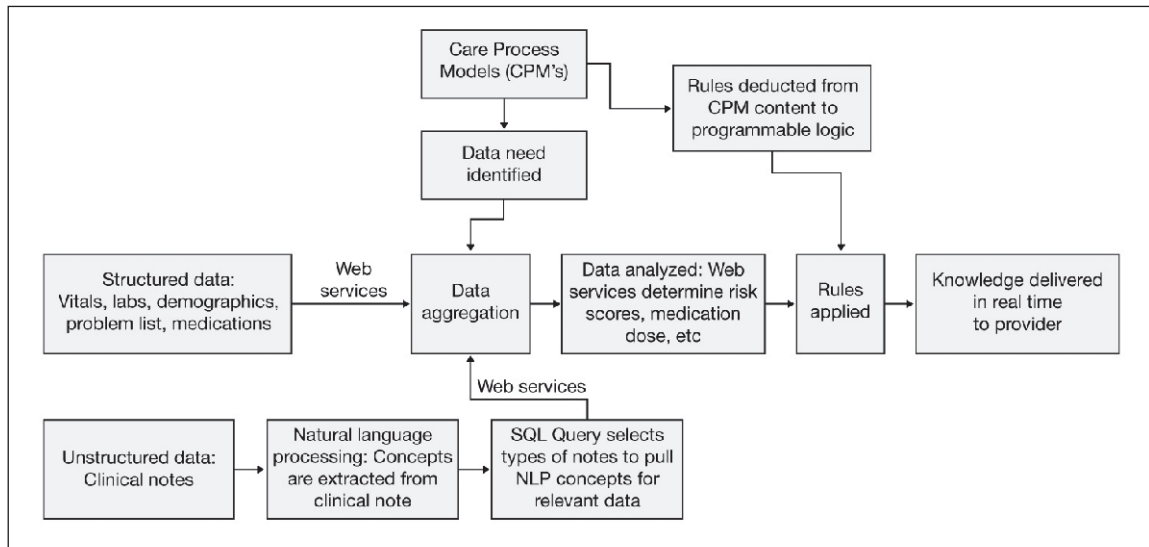 Care Process
Models (CPM's)
Rules deducted from
CPM content to
programmable logic
Data need
identified
Structured data:
Vitals, labs, demographics,
problem list, medications
Web
services
Data
aggregation
Data analyzed: Web
services determine risk
scores, medication
dose, etc
Rules
applied
Knowledge delivered
in real time
to provider
Web services
Unstructured data:
Clinical notes
Natural language
processing: Concepts
are extracted from
clinical note
SQL Query selects
types of notes to pull
NLP concepts for
relevant data